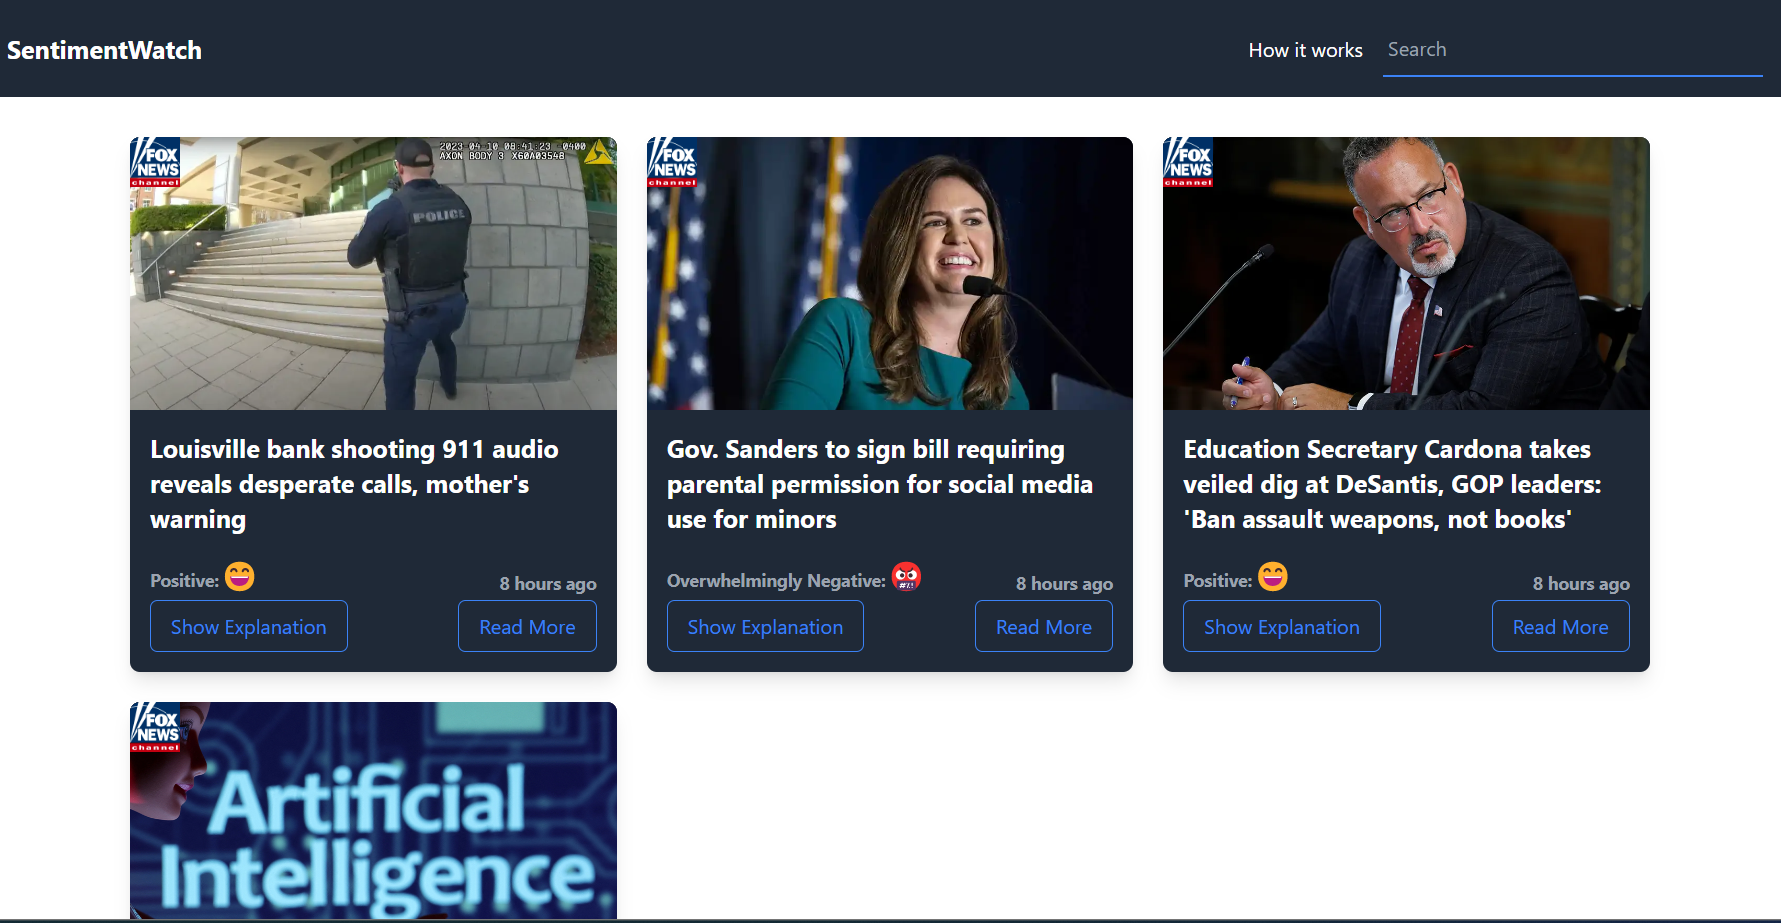 SentimentWatch
How it works
Search
FOX
NEWS
channel
2023-04-10 08:41:23 -0400
AXON BODY 3 X60A03548
POLICE
Louisville bank shooting 911 audio
reveals desperate calls, mother's
warning
Positive:
8 hours ago
Show Explanation
Read More
FOX
NEWS
channel
Gov. Sanders to sign bill requiring
parental permission for social media
use for minors
Overwhelmingly Negative:
8 hours ago
Show Explanation
Read More
FOX
NEWS
channel
Education Secretary Cardona takes
veiled dig at DeSantis, GOP leaders:
'Ban assault weapons, not books'
Positive:
8 hours ago
Show Explanation
Read More
FOX
NEWS
channel
Artificial
Intelligence